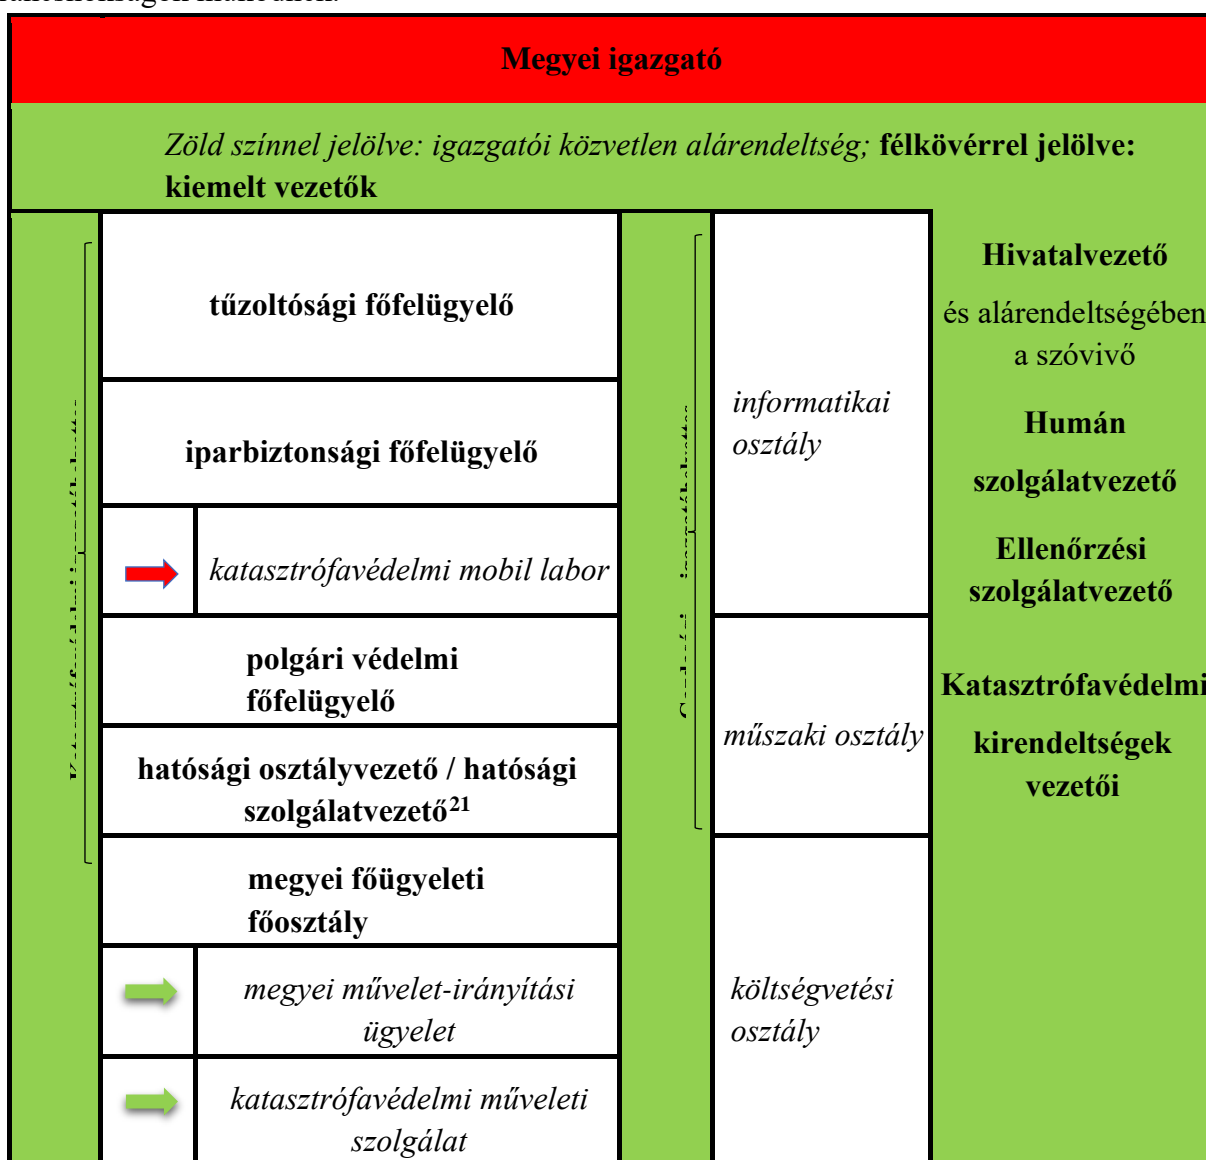 Megyei igazgató
Zöld színnel jelölve: igazgatói közvetlen alárendeltség; félkövérrel jelölve:
kiemelt vezetők
tűzoltósági főfelügyelő
iparbiztonsági főfelügyelő
katasztrófavédelmi mobil labor
polgári védelmi
főfelügyelő
hatósági osztályvezető / hatósági
szolgálatvezető²¹
megyei főügyeleti
főosztály
megyei művelet-irányítási
ügyelet
katasztrófavédelmi műveleti
szolgálat
informatikai
osztály
műszaki osztály
költségvetési
osztály
Hivatalvezető
és alárendeltségében
a szóvivő
Humán
szolgálatvezető
Ellenőrzési
szolgálatvezető
Katasztrófavédelmi
kirendeltségek
vezetői